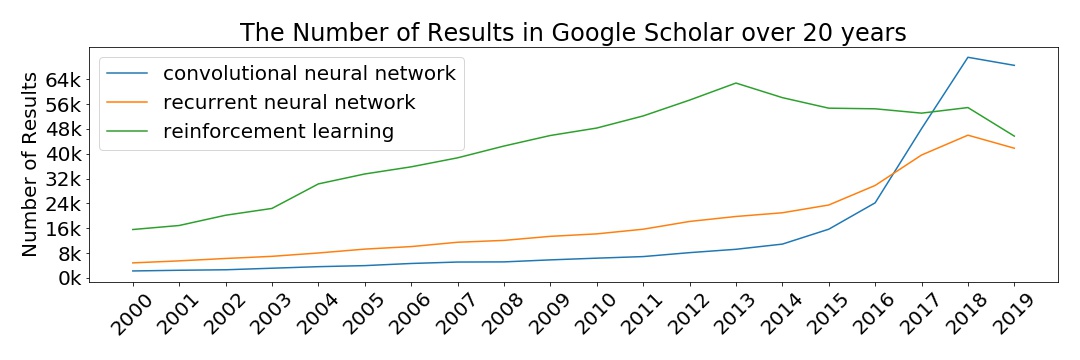 The Number of Results in Google Scholar over 20 years
convolutional neural network
recurrent neural network
reinforcement learning
Number of Results
64k
56k
48k
40k
32k
24k
16k
8k
0k
2000
2001
2002
2003
2004
2005
2006
2007
2008
2009
2010
2011
2012
2013
2014
2015
2016
2017
2018
2019